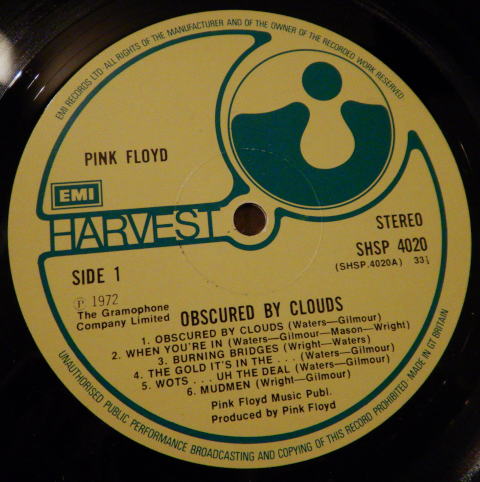 EMI RECORDS LTD. ALL RIGHTS OF THE MANUFACTURER AND OF THE OWNER OF THE RECORDED WORK RESERVED
PINK FLOYD
EMI
HARVEST
STEREO
SHSP 4020
(SHSP.4020A) 33⅓
SIDE 1
Ⓟ 1972
The Gramophone
Company Limited
OBSCURED BY CLOUDS
1. OBSCURED BY CLOUDS (Waters—Gilmour)
2. WHEN YOU'RE IN (Waters—Gilmour—Mason—Wright)
3. BURNING BRIDGES (Wright—Waters)
4. THE GOLD IT'S IN THE . . . (Waters—Gilmour)
5. WOTS . . . UH THE DEAL (Waters—Gilmour)
6. MUDMEN (Wright—Gilmour)
Pink Floyd Music Publ.
Produced by Pink Floyd
UNAUTHORISED PUBLIC PERFORMANCE BROADCASTING AND COPYING OF THIS RECORD PROHIBITED · MADE IN GT BRITAIN